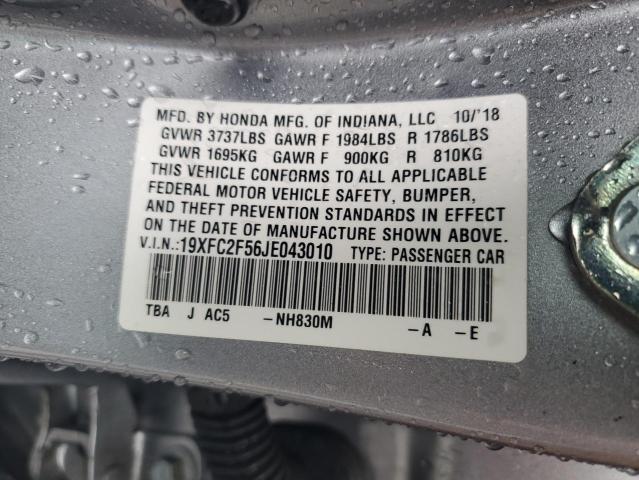 MFD. BY HONDA MFG. OF INDIANA, LLC 10/'18
GVWR 3737LBS GAWR F 1984LBS R 1786LBS
GVWR 1695KG GAWR F 900KG R 810KG
THIS VEHICLE CONFORMS TO ALL APPLICABLE
FEDERAL MOTOR VEHICLE SAFETY, BUMPER,
AND THEFT PREVENTION STANDARDS IN EFFECT
ON THE DATE OF MANUFACTURE SHOWN ABOVE.
V.I.N.:19XFC2F56JE043010 TYPE: PASSENGER CAR
TBA J AC5 -NH830M -A -E